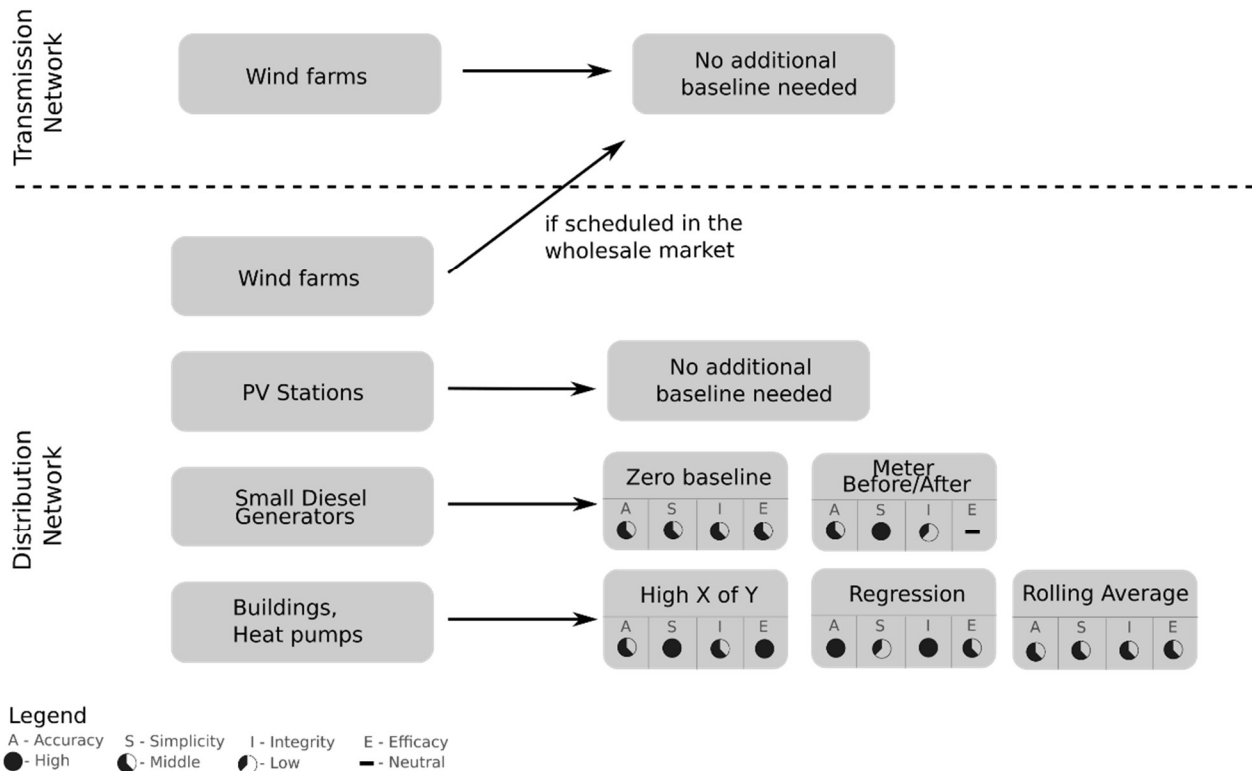 Transmission
Network
Wind farms
No additional
baseline needed
if scheduled in the
wholesale market
Distribution
Network
Wind farms
PV Stations
No additional
baseline needed
Small Diesel
Generators
Zero baseline
A S I E
Meter
Before/After
A S I E
Buildings,
Heat pumps
High X of Y
A S I E
Regression
A S I E
Rolling Average
A S I E
Legend
A - Accuracy S - Simplicity I - Integrity E - Efficacy
- High - Middle - Low - Neutral